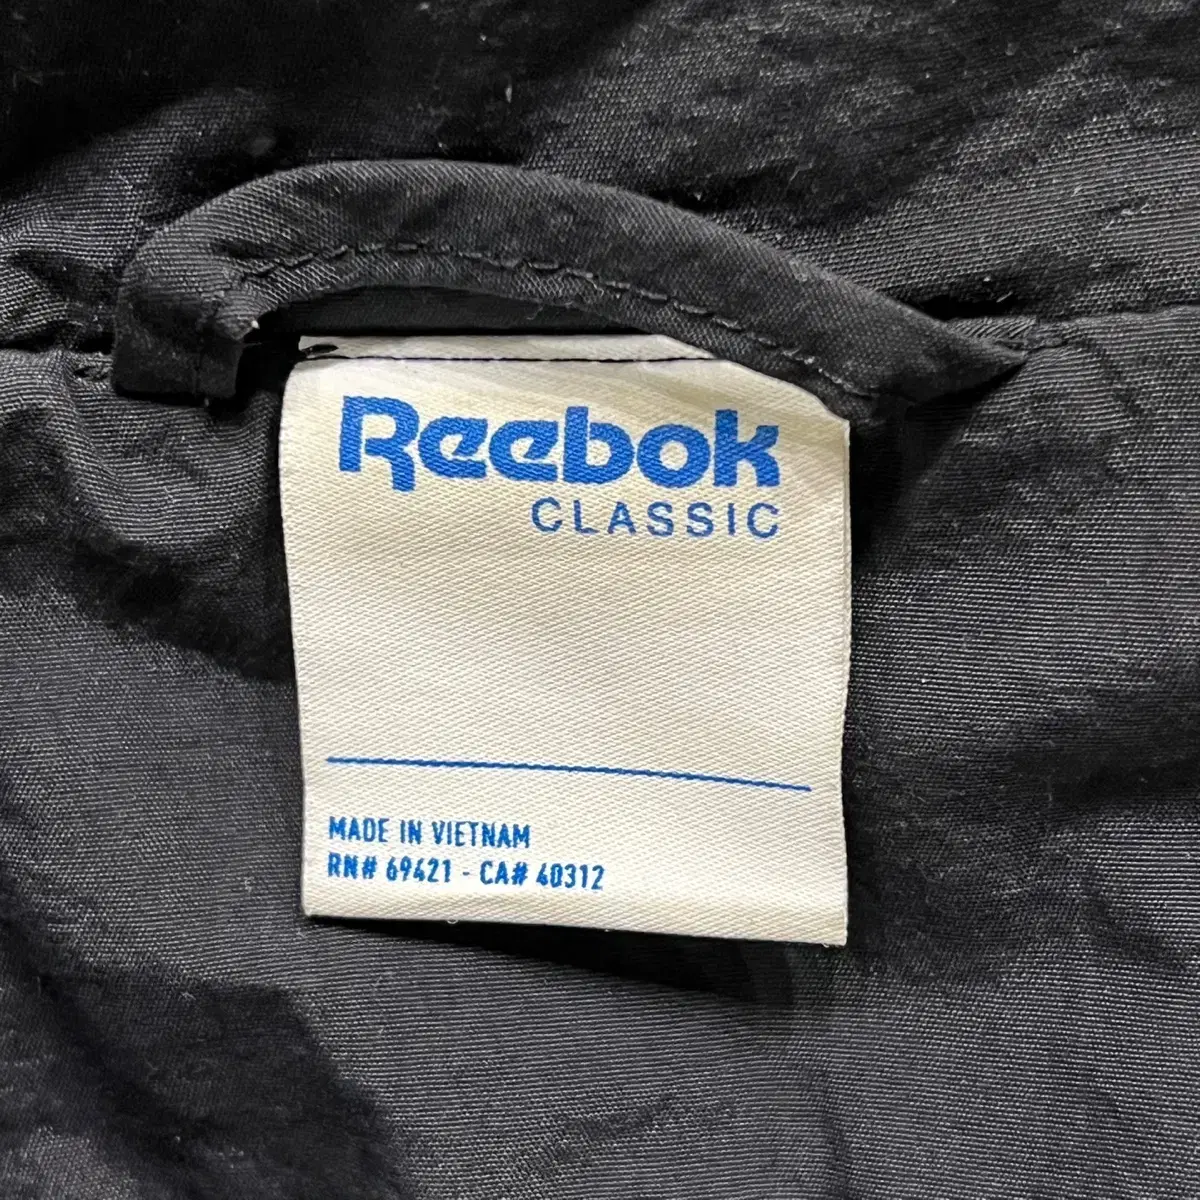 Reebok
CLASSIC
MADE IN VIETNAM
RN# 69421 - CA# 40312